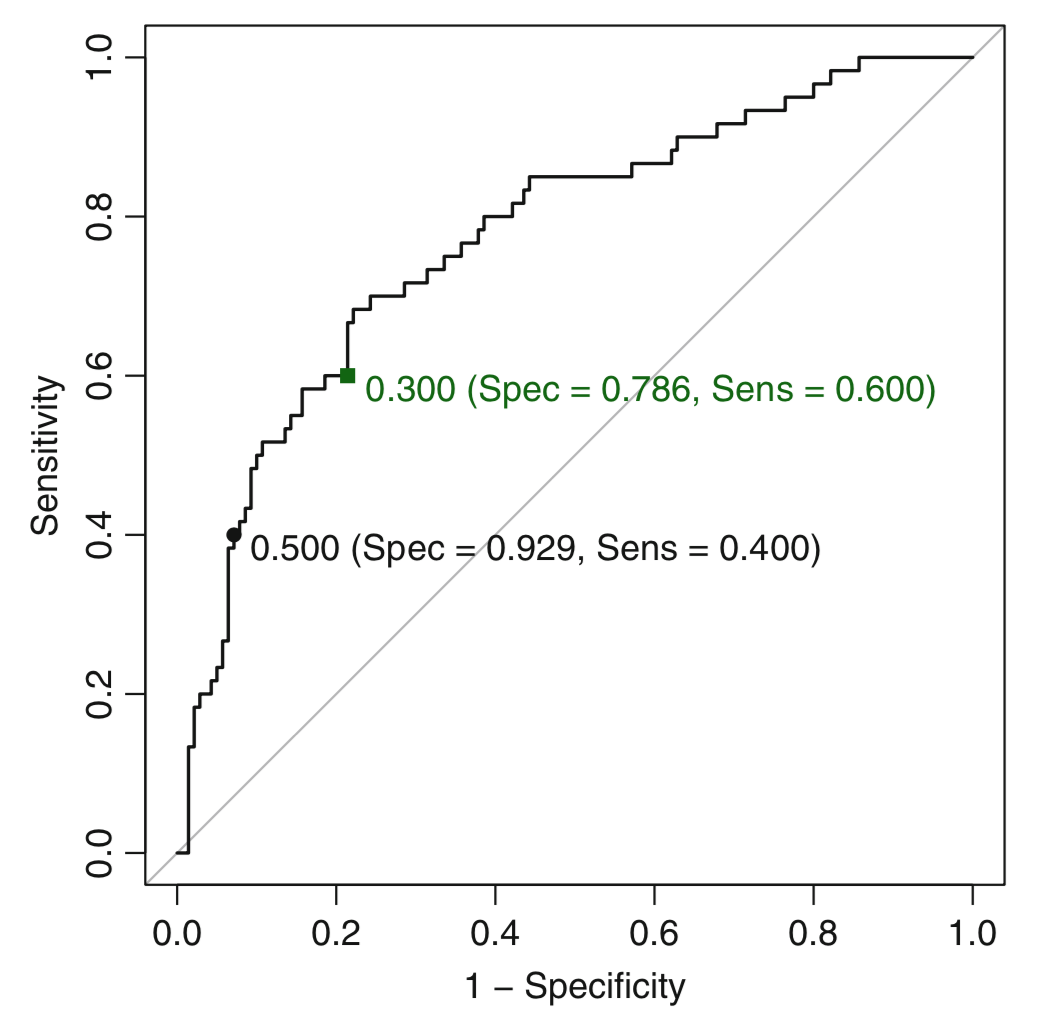 1.0
0.8
0.6
0.4
0.2
0.0
Sensitivity
0.300 (Spec = 0.786, Sens = 0.600)
0.500 (Spec = 0.929, Sens = 0.400)
0.0 0.2 0.4 0.6 0.8 1.0
1 − Specificity